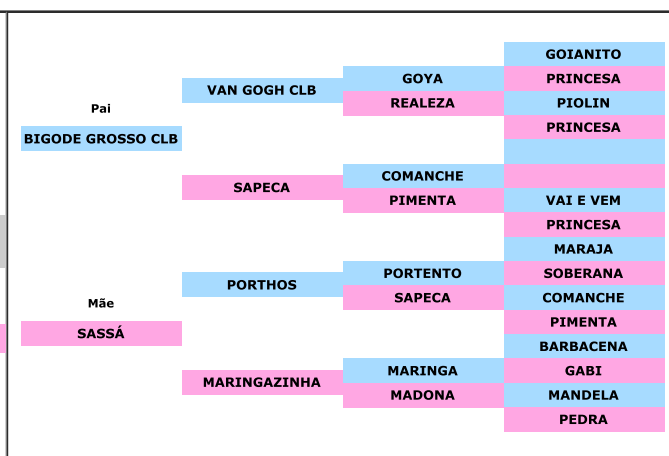 GOIANITO
GOYA
PRINCESA
VAN GOGH CLB
REALEZA
PIOLIN
Pai
PRINCESA
BIGODE GROSSO CLB
COMANCHE
SAPECA
PIMENTA
VAI E VEM
PRINCESA
MARAJA
PORTENTO
SOBERANA
PORTHOS
SAPECA
COMANCHE
Mãe
PIMENTA
SASSÁ
BARBACENA
MARINGA
GABI
MARINGAZINHA
MADONA
MANDELA
PEDRA